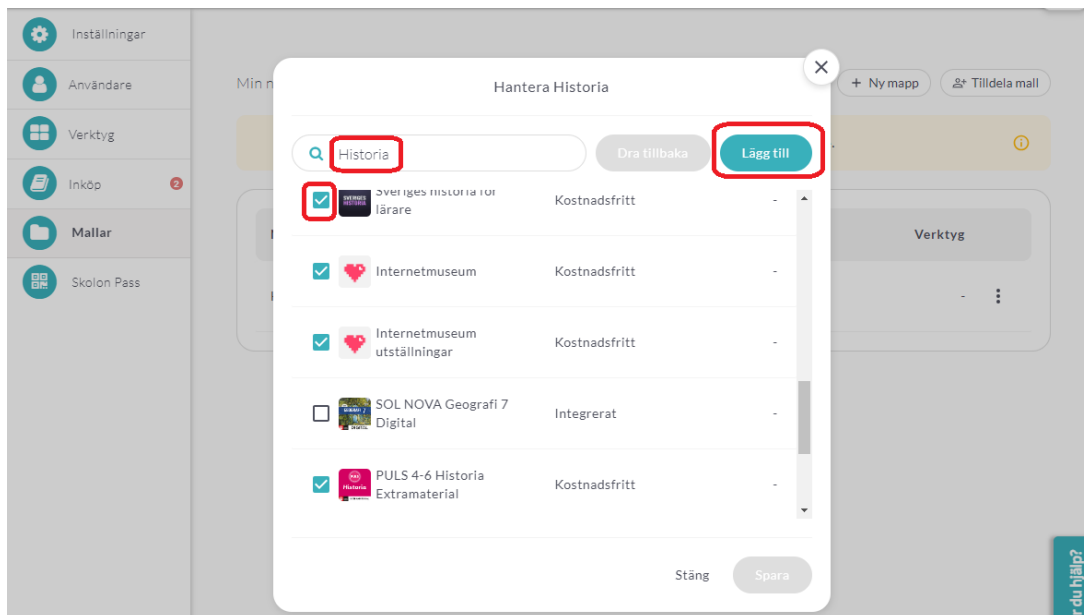 Inställningar
Användare
Verktyg
Inköp
2
Mallar
Skolon Pass
Min n
+ Ny mapp
Tilldela mall
Hantera Historia
Historia
Dra tillbaka
Lägg till
Sveriges historia för
lärare
Kostnadsfritt
-
Internetmuseum
Kostnadsfritt
-
Internetmuseum
utställningar
Kostnadsfritt
-
SOL NOVA Geografi 7
Digital
Integrerat
-
PULS 4-6 Historia
Extramaterial
Kostnadsfritt
-
Stäng
Spara
Verktyg
-
du hjälp?